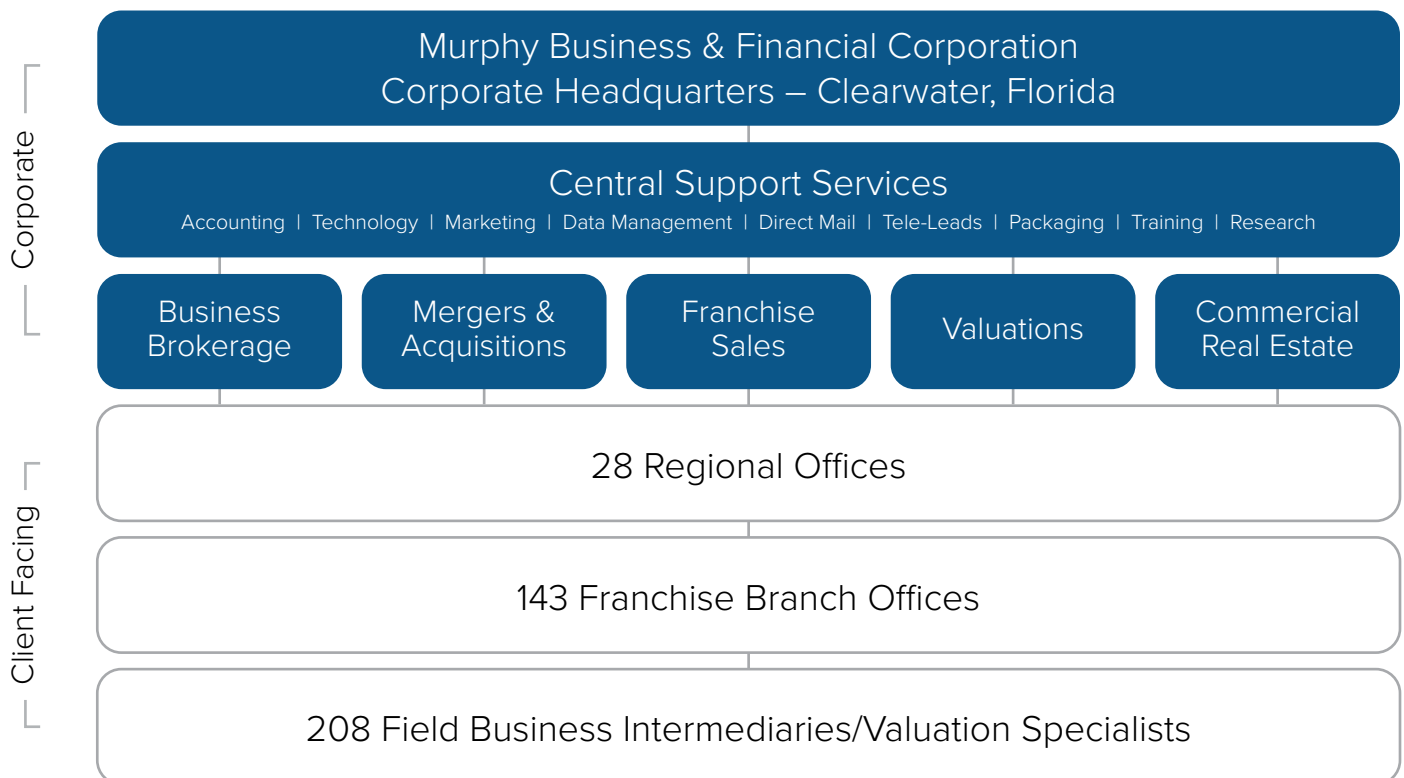 Corporate
Murphy Business & Financial Corporation
Corporate Headquarters – Clearwater, Florida
Central Support Services
Accounting | Technology | Marketing | Data Management | Direct Mail | Tele-Leads | Packaging | Training | Research
Business
Brokerage
Mergers &
Acquisitions
Franchise
Sales
Valuations
Commercial
Real Estate
Client Facing
28 Regional Offices
143 Franchise Branch Offices
208 Field Business Intermediaries/Valuation Specialists